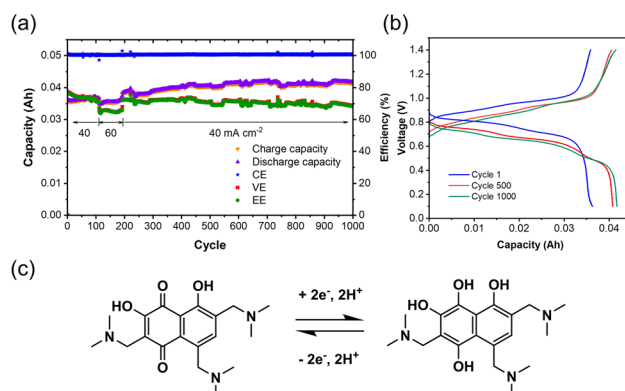 (a)
0.05
0.04
0.03
0.02
0.01
0.00
Capacity (Ah)
100
80
60
40
20
0
Efficiency (%)
40
60
40 mA cm⁻²
Charge capacity
Discharge capacity
CE
VE
EE
0 100 200 300 400 500 600 700 800 900 1000
Cycle
(b)
1.4
1.2
1.0
0.8
0.6
0.4
0.2
0.0
Voltage (V)
Cycle 1
Cycle 500
Cycle 1000
0.00 0.01 0.02 0.03 0.04
Capacity (Ah)
(c)
O OH
HO
N
N
O
N
+ 2e⁻, 2H⁺
- 2e⁻, 2H⁺
OH OH
HO
N
N
OH
N